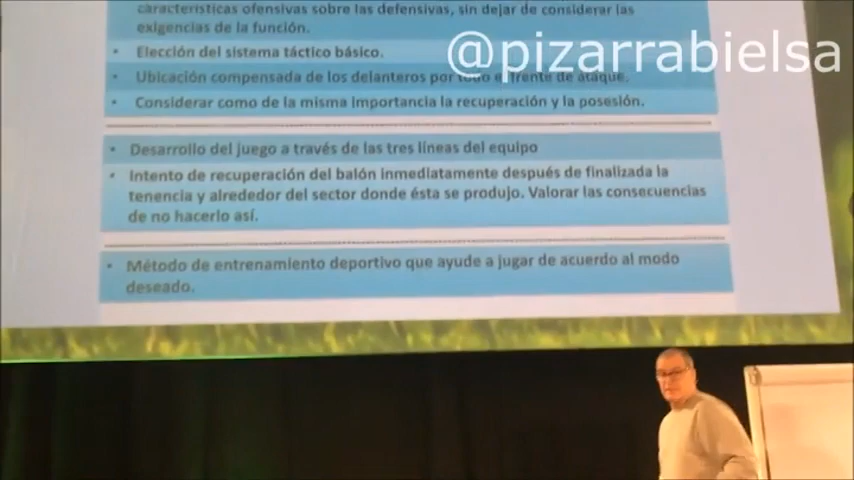 características ofensivas sobre las defensivas, sin dejar de considerar las
exigencias de la función.
• Elección del sistema táctico básico.
@pizarrabielsa
• Ubicación compensada de los delanteros por todo el frente de ataque.
• Considerar como de la misma importancia la recuperación y la posesión.
• Desarrollo del juego a través de las tres líneas del equipo
• Intento de recuperación del balón inmediatamente después de finalizada la
tenencia y alrededor del sector donde ésta se produjo. Valorar las consecuencias
de no hacerlo así.
• Método de entrenamiento deportivo que ayude a jugar de acuerdo al modo
deseado.